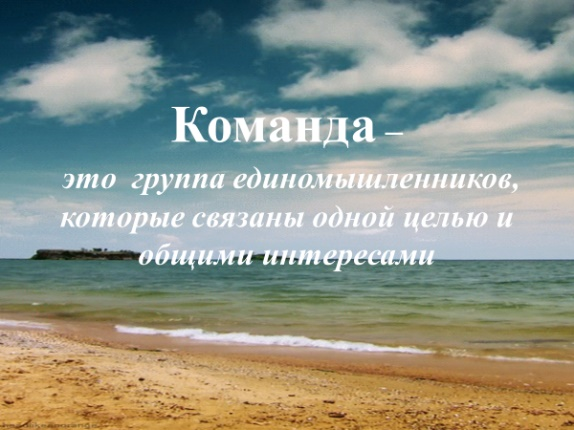 Команда –
это группа единомышленников,
которые связаны одной целью и
общими интересами